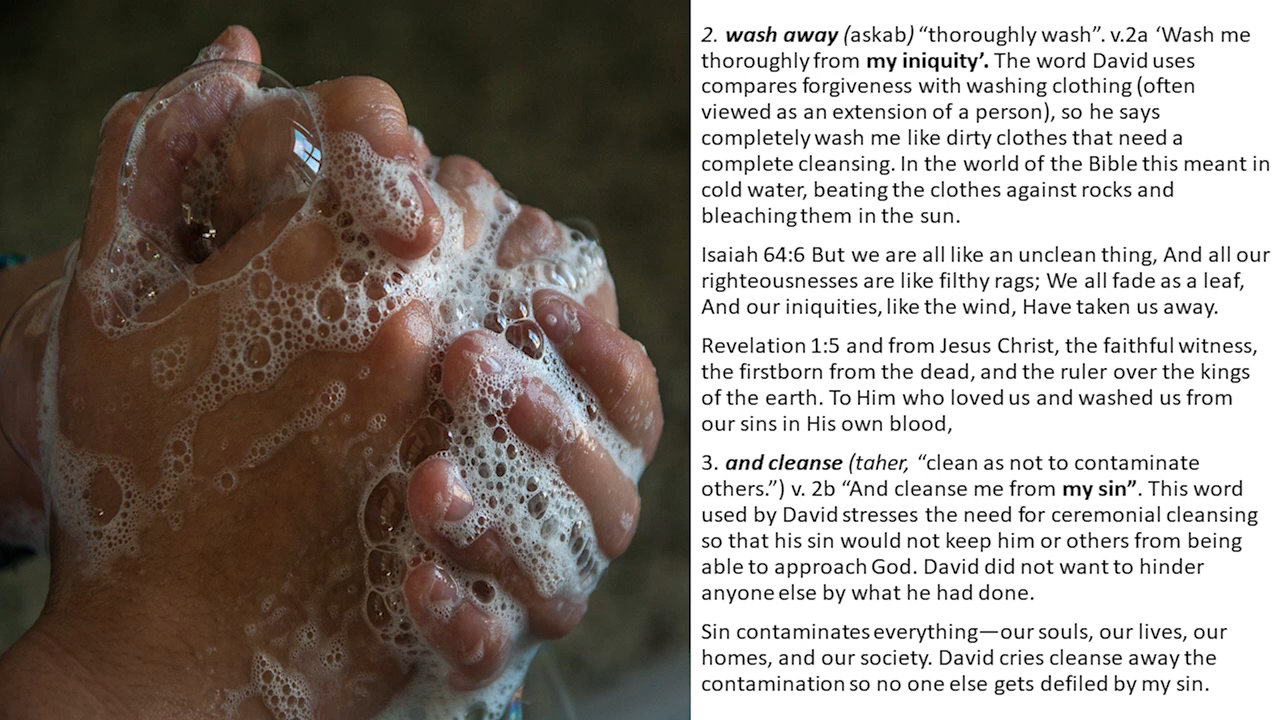 2. wash away (askab) “thoroughly wash”. v.2a ‘Wash me
thoroughly from my iniquity’. The word David uses
compares forgiveness with washing clothing (often
viewed as an extension of a person), so he says
completely wash me like dirty clothes that need a
complete cleansing. In the world of the Bible this meant in
cold water, beating the clothes against rocks and
bleaching them in the sun.
Isaiah 64:6 But we are all like an unclean thing, And all our
righteousnesses are like filthy rags; We all fade as a leaf,
And our iniquities, like the wind, Have taken us away.
Revelation 1:5 and from Jesus Christ, the faithful witness,
the firstborn from the dead, and the ruler over the kings
of the earth. To Him who loved us and washed us from
our sins in His own blood,
3. and cleanse (taher, “clean as not to contaminate
others.”) v. 2b “And cleanse me from my sin”. This word
used by David stresses the need for ceremonial cleansing
so that his sin would not keep him or others from being
able to approach God. David did not want to hinder
anyone else by what he had done.
Sin contaminates everything—our souls, our lives, our
homes, and our society. David cries cleanse away the
contamination so no one else gets defiled by my sin.